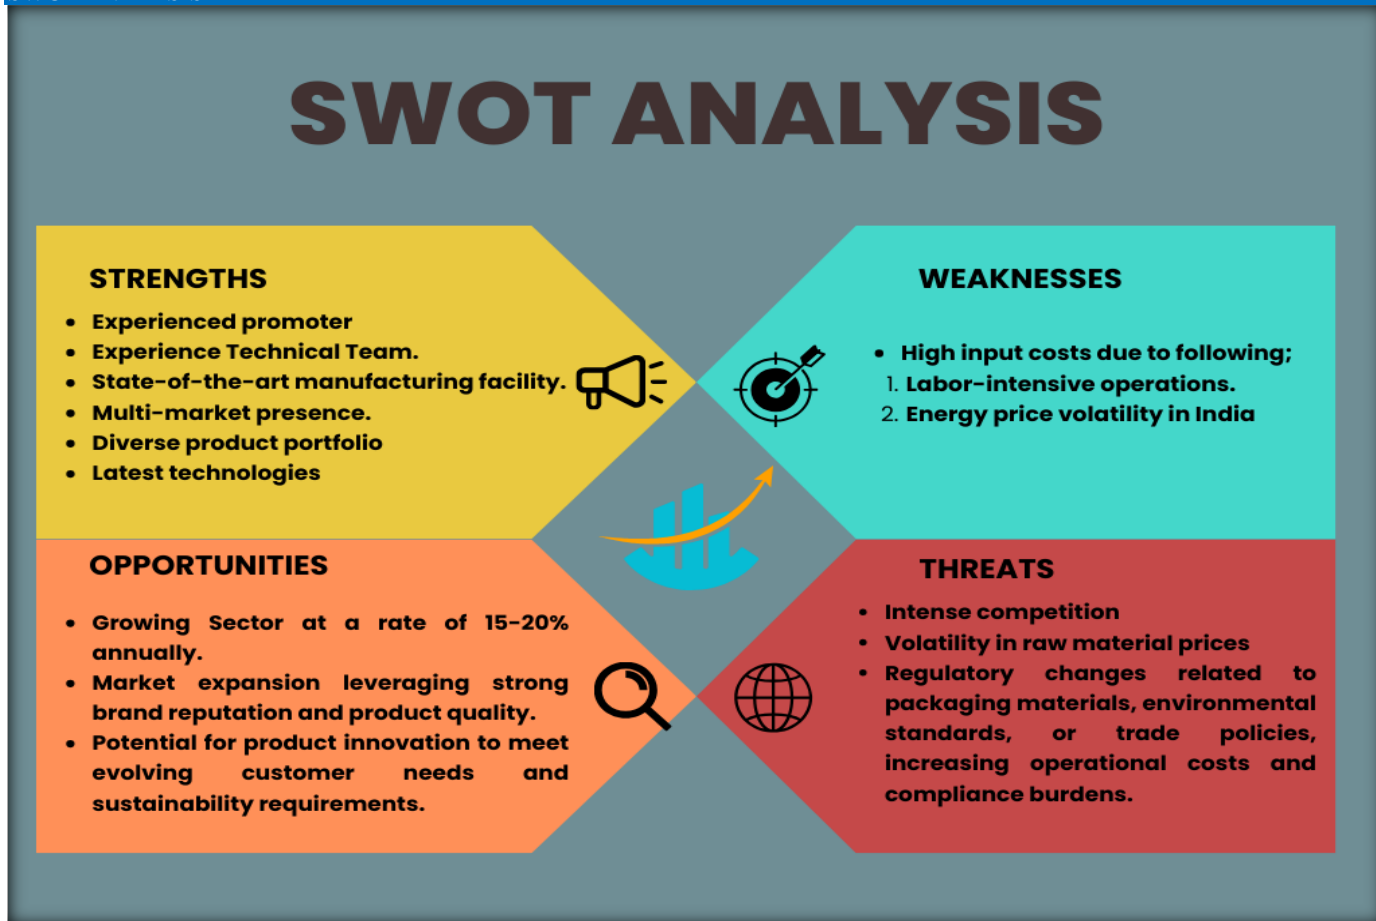 SWOT ANALYSIS
STRENGTHS
• Experienced promoter
• Experience Technical Team.
• State-of-the-art manufacturing facility.
• Multi-market presence.
• Diverse product portfolio
• Latest technologies
WEAKNESSES
• High input costs due to following;
1. Labor-intensive operations.
2. Energy price volatility in India
OPPORTUNITIES
• Growing Sector at a rate of 15-20%
annually.
• Market expansion leveraging strong
brand reputation and product quality.
• Potential for product innovation to meet
evolving customer needs and
sustainability requirements.
THREATS
• Intense competition
• Volatility in raw material prices
• Regulatory changes related to
packaging materials, environmental
standards, or trade policies,
increasing operational costs and
compliance burdens.